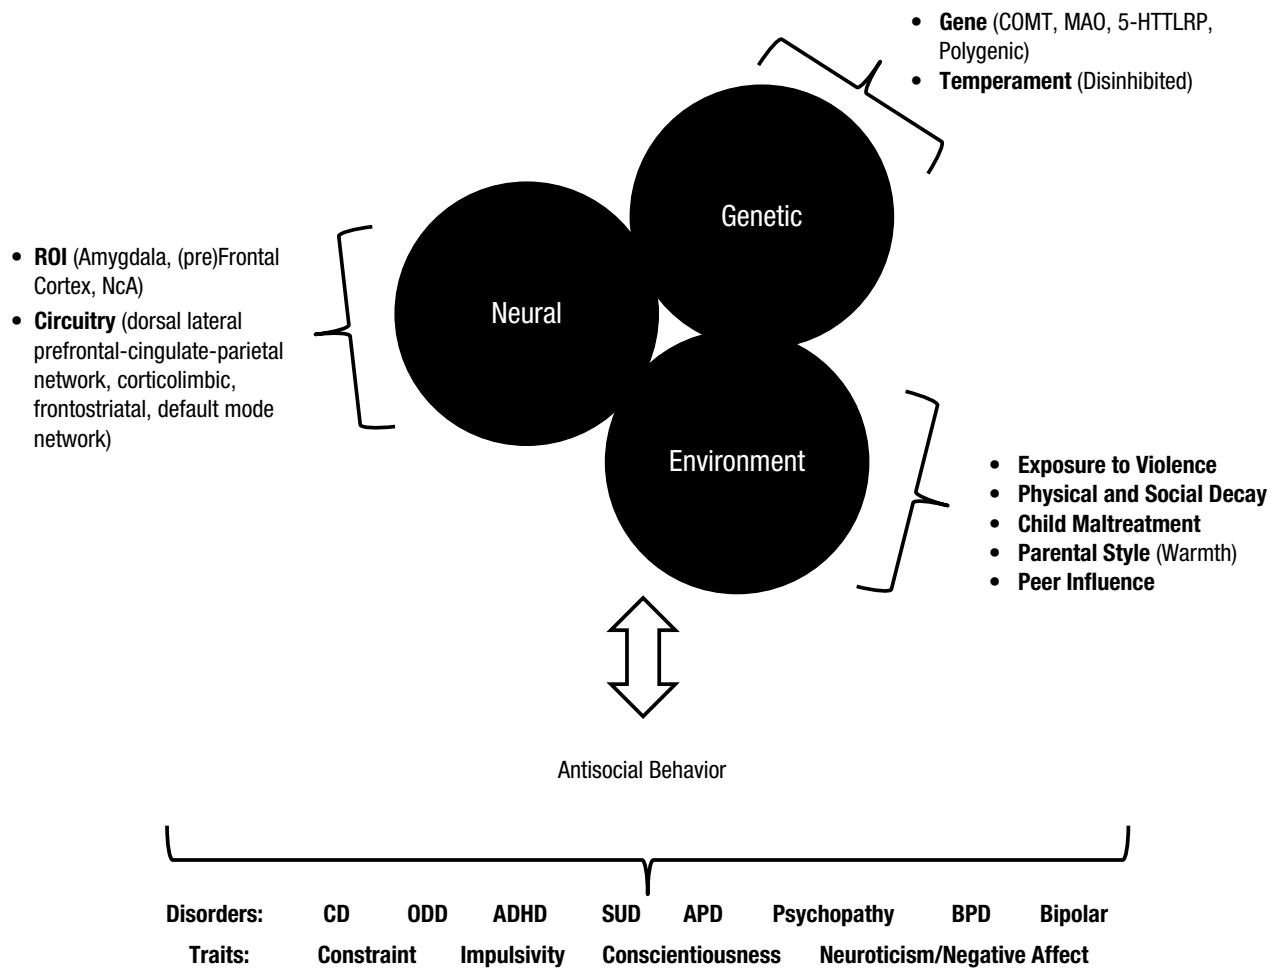 • Gene (COMT, MAO, 5-HTTLRP,
Polygenic)
• Temperament (Disinhibited)
Genetic
• ROI (Amygdala, (pre)Frontal
Cortex, NcA)
• Circuitry (dorsal lateral
prefrontal-cingulate-parietal
network, corticolimbic,
frontostriatal, default mode
network)
Neural
Environment
• Exposure to Violence
• Physical and Social Decay
• Child Maltreatment
• Parental Style (Warmth)
• Peer Influence
Antisocial Behavior
Disorders: CD ODD ADHD SUD APD Psychopathy BPD Bipolar
Traits: Constraint Impulsivity Conscientiousness Neuroticism/Negative Affect